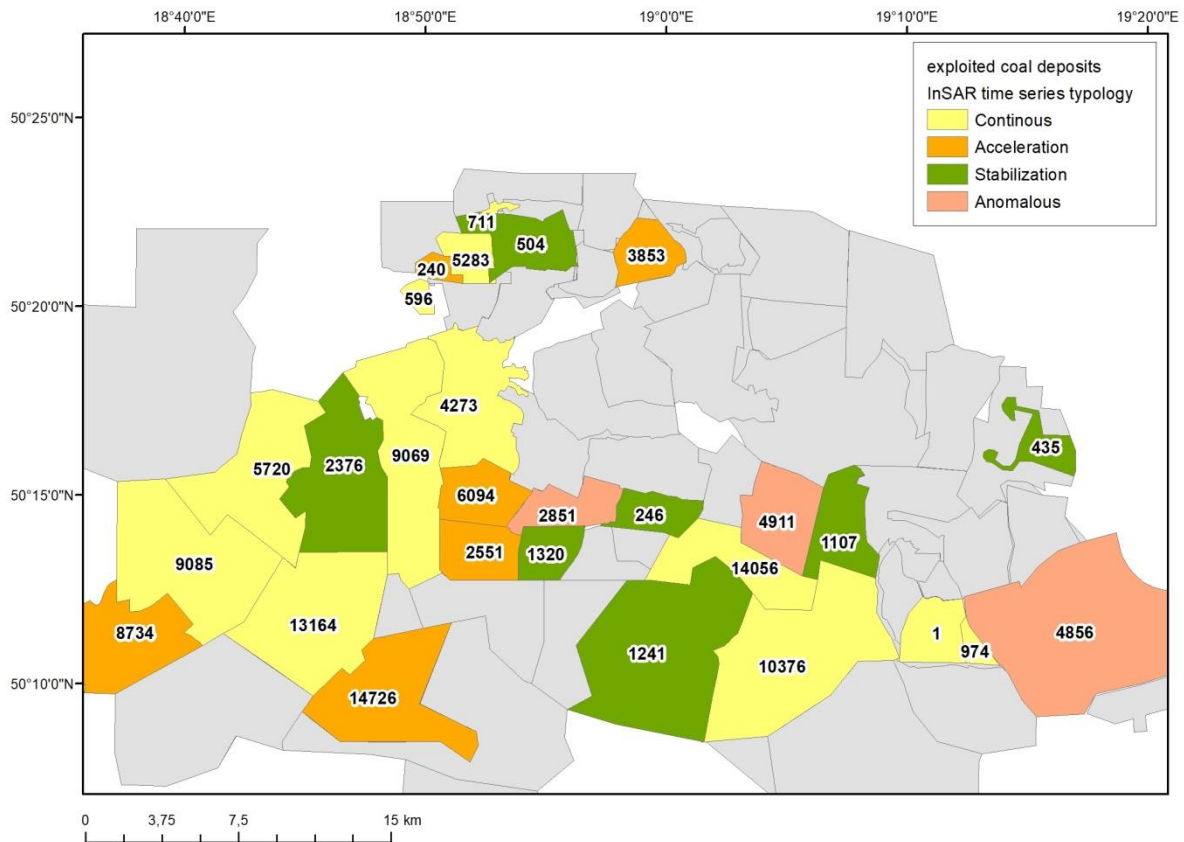 18°40'0"E 18°50'0"E 19°0'0"E 19°10'0"E 19°20'0"E
exploited coal deposits
InSAR time series typology
Continous
Acceleration
Stabilization
Anomalous
50°25'0"N
711
504
3853
5283
240
596
50°20'0"N
4273
9069
2376
5720
435
50°15'0"N
6094
2851
246
4911
1107
2551
1320
14056
9085
8734
13164
1
974
4856
1241
10376
50°10'0"N
14726
0 3,75 7,5 15 km